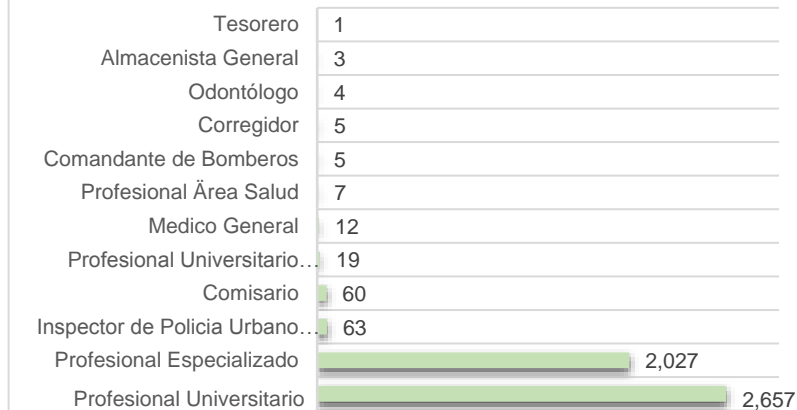 Tesorero 1
Almacenista General 3
Odontólogo 4
Corregidor 5
Comandante de Bomberos 5
Profesional Ärea Salud 7
Medico General 12
Profesional Universitario… 19
Comisario 60
Inspector de Policia Urbano… 63
Profesional Especializado 2,027
Profesional Universitario 2,657